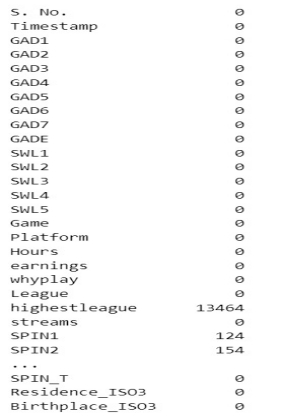 S. No. 0
Timestamp 0
GAD1 0
GAD2 0
GAD3 0
GAD4 0
GAD5 0
GAD6 0
GAD7 0
GADE 0
SWL1 0
SWL2 0
SWL3 0
SWL4 0
SWL5 0
Game 0
Platform 0
Hours 0
earnings 0
whyplay 0
League 0
highestleague 13464
streams 0
SPIN1 124
SPIN2 154
...
SPIN_T 0
Residence_ISO3 0
Birthplace_ISO3 0